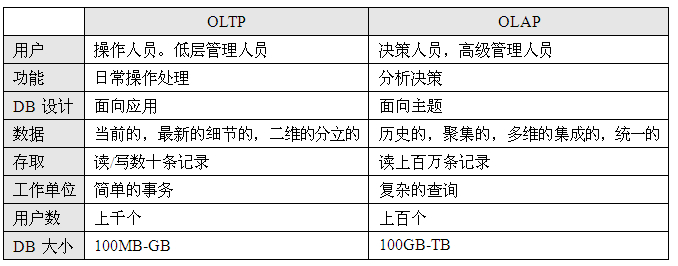 OLTP OLAP
用户 操作人员。低层管理人员 决策人员，高级管理人员
功能 日常操作处理 分析决策
DB 设计 面向应用 面向主题
数据 当前的，最新的细节的，二维的分立的 历史的，聚集的，多维的集成的，统一的
存取 读/写数十条记录 读上百万条记录
工作单位 简单的事务 复杂的查询
用户数 上千个 上百个
DB 大小 100MB-GB 100GB-TB